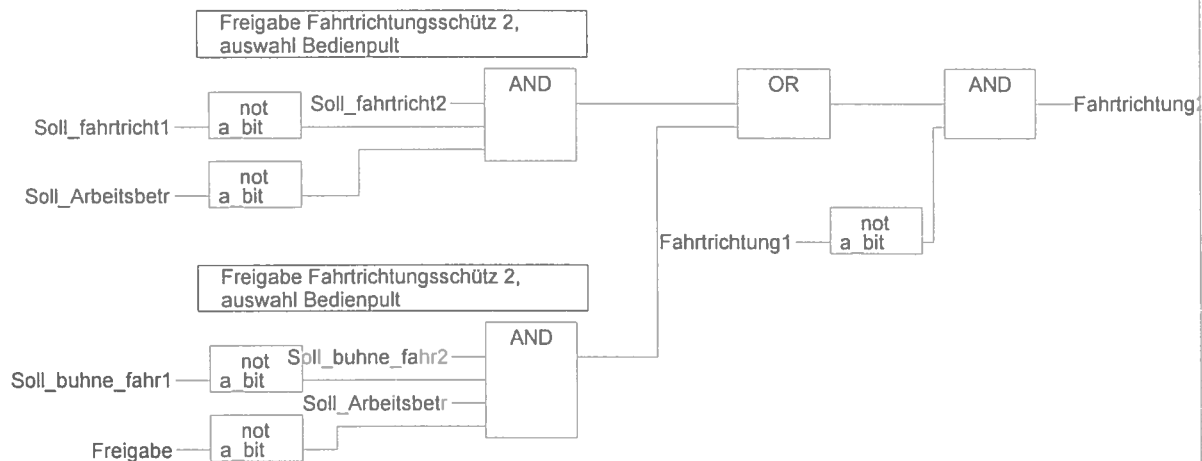 Freigabe Fahrtrichtungsschütz 2,
auswahl Bedienpult
AND
OR
AND
not
a_bit
Soll_fahrtricht2
Soll_fahrtricht1
Fahrtrichtung2
not
a_bit
Soll_Arbeitsbetr
not
a_bit
Fahrtrichtung1
Freigabe Fahrtrichtungsschütz 2,
auswahl Bedienpult
AND
not
a_bit
Soll_buhne_fahr2
Soll_buhne_fahr1
Soll_Arbeitsbetr
not
a_bit
Freigabe